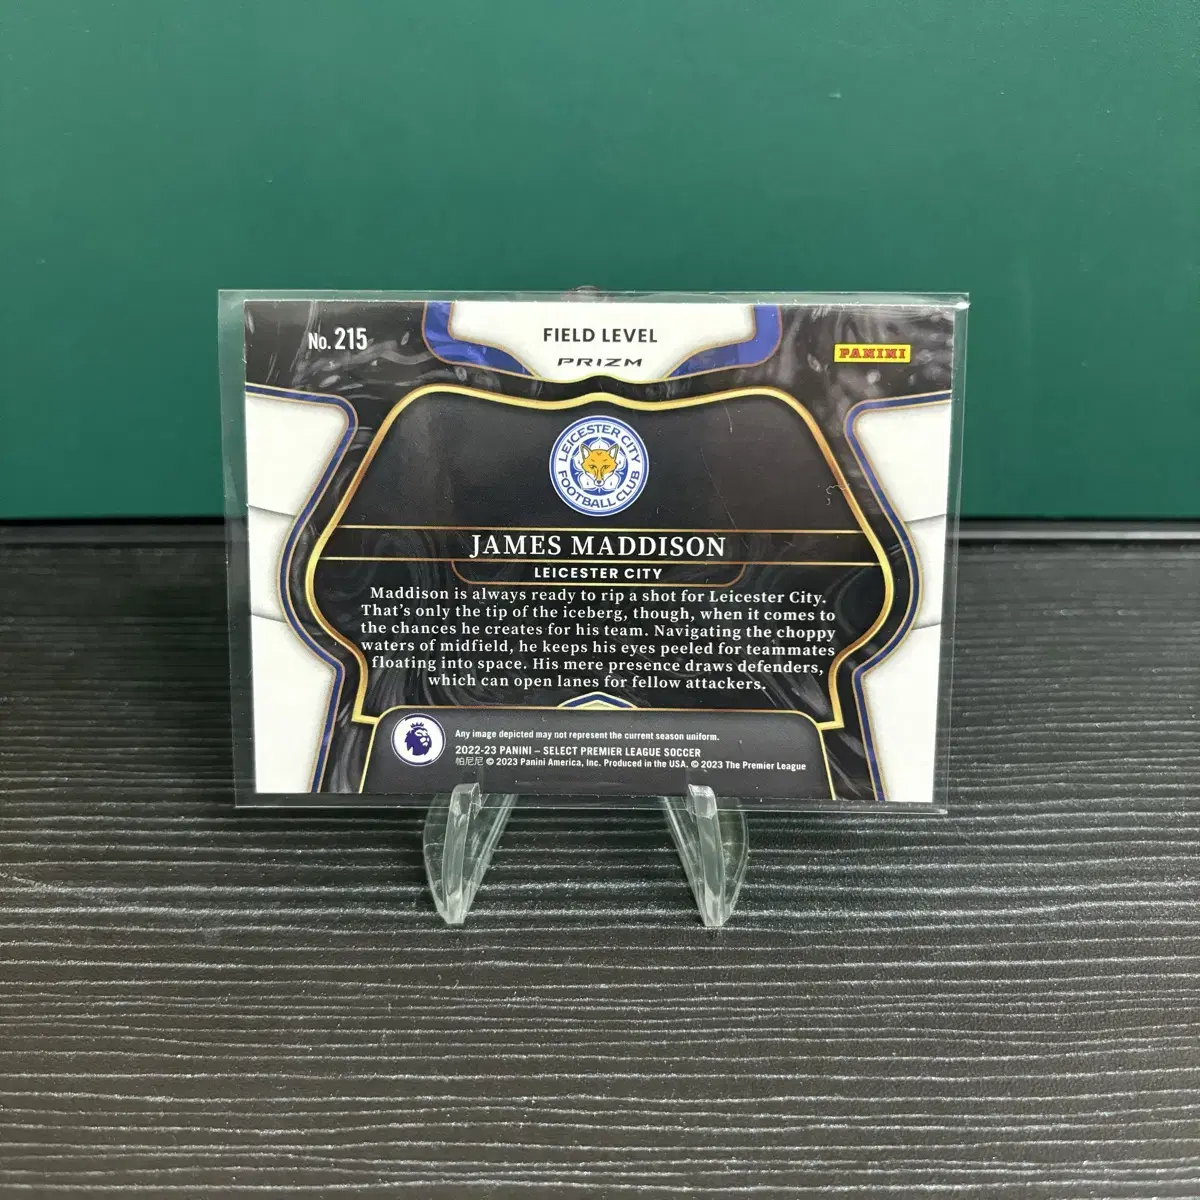 No. 215
FIELD LEVEL
PRIZM
PANINI
LEICESTER CITY
FOOTBALL CLUB
JAMES MADDISON
LEICESTER CITY
Maddison is always ready to rip a shot for Leicester City.
That's only the tip of the iceberg, though, when it comes to
the chances he creates for his team. Navigating the choppy
waters of midfield, he keeps his eyes peeled for teammates
floating into space. His mere presence draws defenders,
which can open lanes for fellow attackers.
Any image depicted may not represent the current season uniform.
2022-23 PANINI – SELECT PREMIER LEAGUE SOCCER
帕尼尼 © 2023 Panini America, Inc. Produced in the USA. © 2023 The Premier League